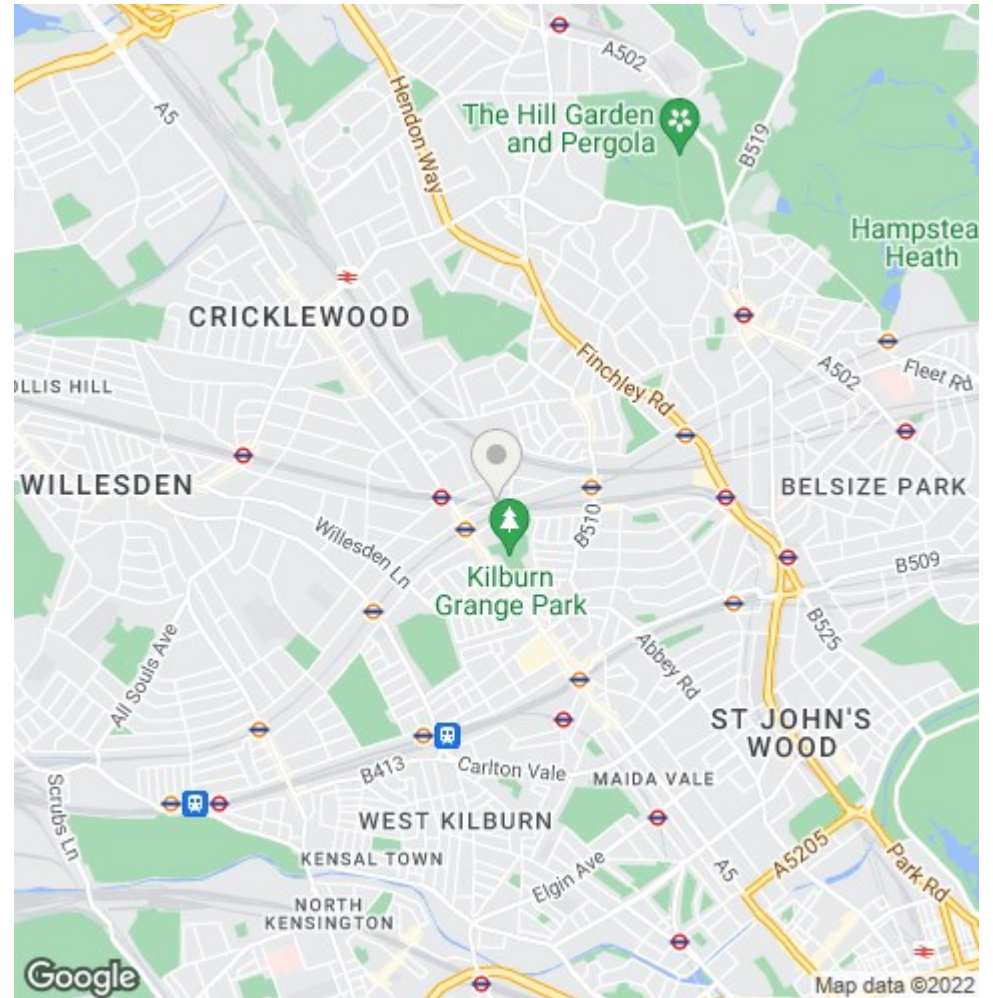 A502
A5
Hendon Way
The Hill Garden
and Pergola
B519
Hampstea
Heath
CRICKLEWOOD
Finchley Rd
A502
Fleet Rd
OLLIS HILL
WILLESDEN
BELSIZE PARK
Willesden Ln
B510
B509
Kilburn
Grange Park
B525
Abbey Rd
All Souls Ave
ST JOHN'S
WOOD
B413
Carlton Vale
MAIDA VALE
Scrubs Ln
WEST KILBURN
A5205
Park Rd
KENSAL TOWN
Elgin Ave
A5
NORTH
KENSINGTON
Google
Map data ©2022